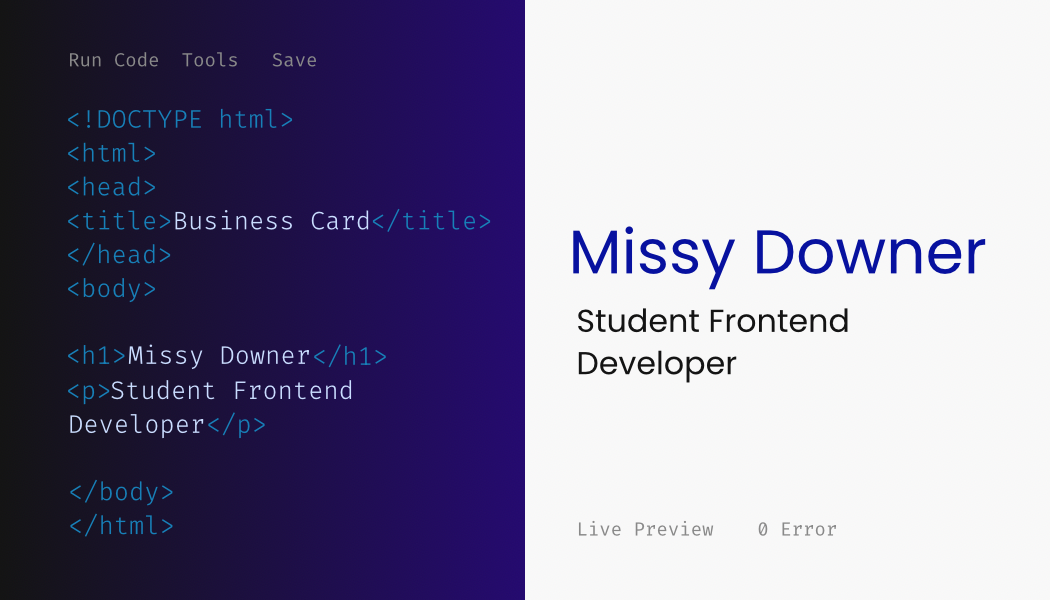 Run Code  Tools   Save
<!DOCTYPE html>
<html>
<head>
<title>Business Card</title>
</head>
<body>
<h1>Missy Downer</h1>
<p>Student Frontend
Developer</p>
</body>
</html>
Missy Downer
Student Frontend
Developer
Live Preview    0 Error